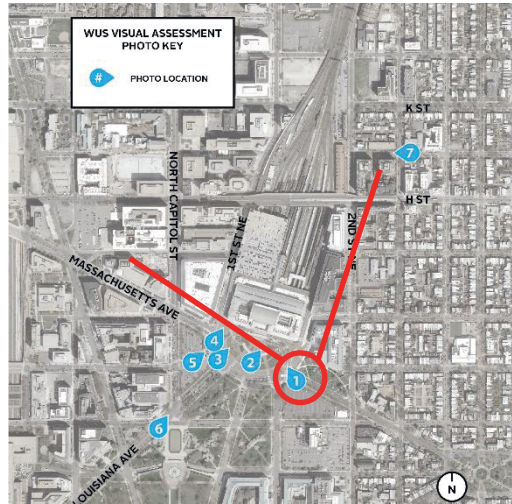 WUS VISUAL ASSESSMENT
PHOTO KEY
#
PHOTO LOCATION
K ST
7
H ST
NORTH CAPITOL ST
1ST ST NE
2ND ST NE
MASSACHUSETTS AVE
4
5
3
2
1
6
LOUISIANA AVE
N